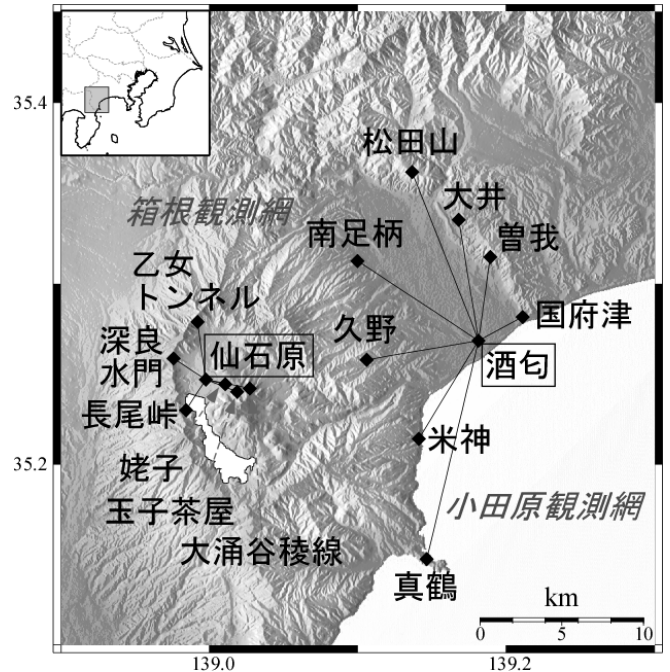 35.4
松田山
大井
箱根観測網
南足柄
曽我
乙女
トンネル
国府津
久野
仙石原
深良
水門
酒匂
長尾峠
米神
35.2
姥子
小田原観測網
玉子茶屋
大涌谷稜線
真鶴
km
0 5 10
139.0
139.2